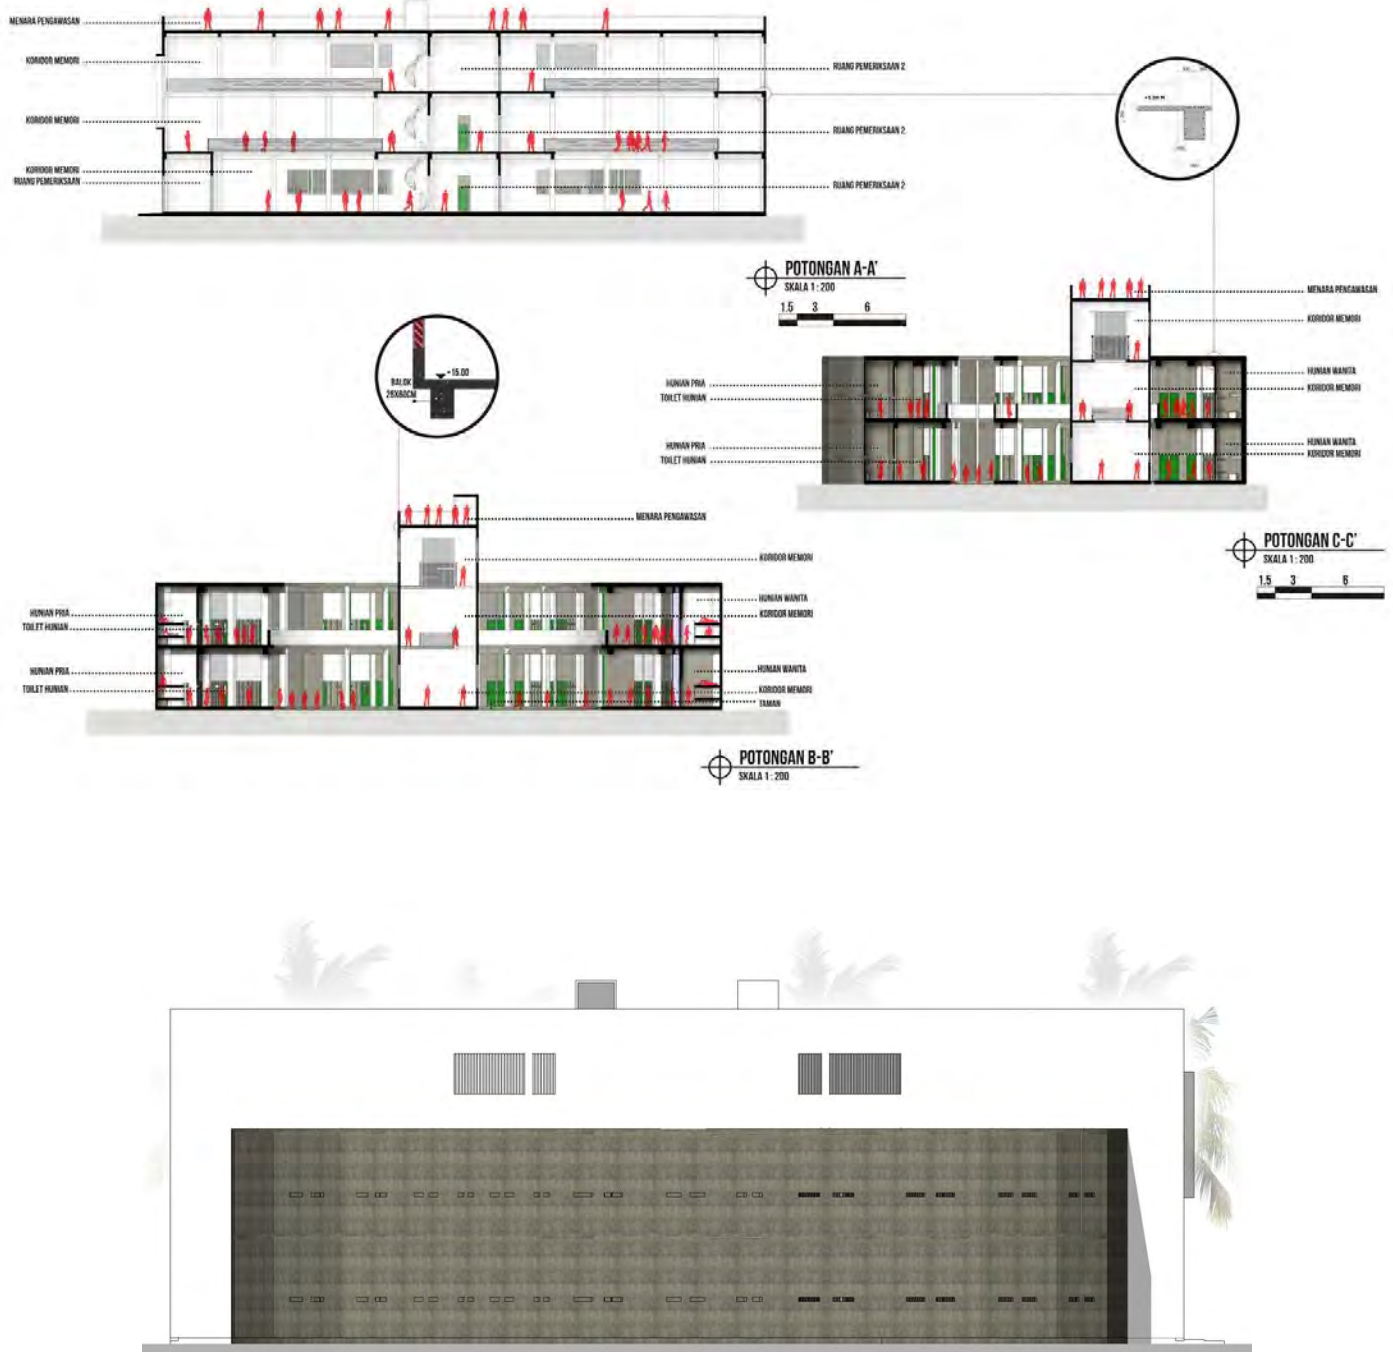 MENARA PENGAWASAN
KORIDOR MEMORI
KORIDOR MEMORI
KORIDOR MEMORI
RUANG PEMERIKSAAN
RUANG PEMERIKSAAN 2
RUANG PEMERIKSAAN 2
RUANG PEMERIKSAAN 2
POTONGAN A-A'
SKALA 1 : 200
1.5 3 6
MENARA PENGAWASAN
KORIDOR MEMORI
HUNIAN WANITA
KORIDOR MEMORI
HUNIAN WANITA
KORIDOR MEMORI
HUNIAN PRIA
TOILET HUNIAN
HUNIAN PRIA
TOILET HUNIAN
POTONGAN C-C'
SKALA 1 : 200
1.5 3 6
+15.00
BALOK
MENARA PENGAWASAN
KORIDOR MEMORI
HUNIAN WANITA
KORIDOR MEMORI
HUNIAN WANITA
KORIDOR MEMORI
TAMAN
HUNIAN PRIA
TOILET HUNIAN
HUNIAN PRIA
TOILET HUNIAN
POTONGAN B-B'
SKALA 1 : 200